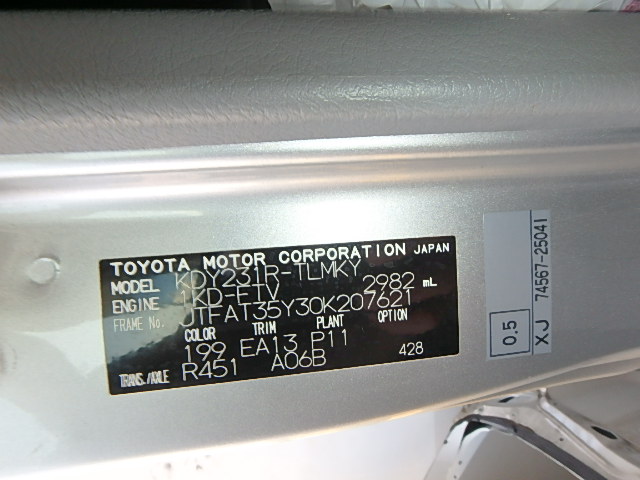 TOYOTA MOTOR CORPORATION JAPAN
MODEL KDY231R-TLMKY
ENGINE 1KD-FTV 2982 mL
FRAME No. JTFAT35Y30K207621
COLOR TRIM PLANT OPTION
199 EA13 P11
TRANS./AXLE R451 A06B 428
0.5
XJ 74567-25041